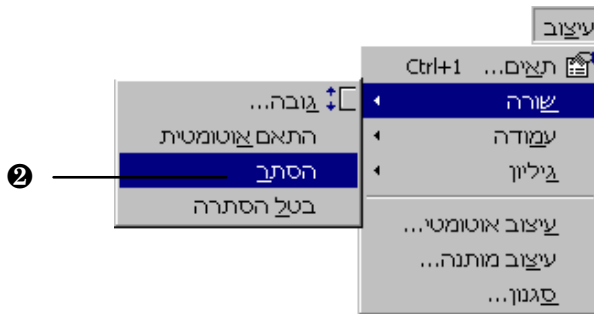 עיצוב
תאים... Ctrl+1
שורה
עמודה
גיליון
עיצוב אוטומטי...
עיצוב מותנה...
סגנון...
גובה...
התאם אוטומטית
הסתר
בטל הסתרה
❷